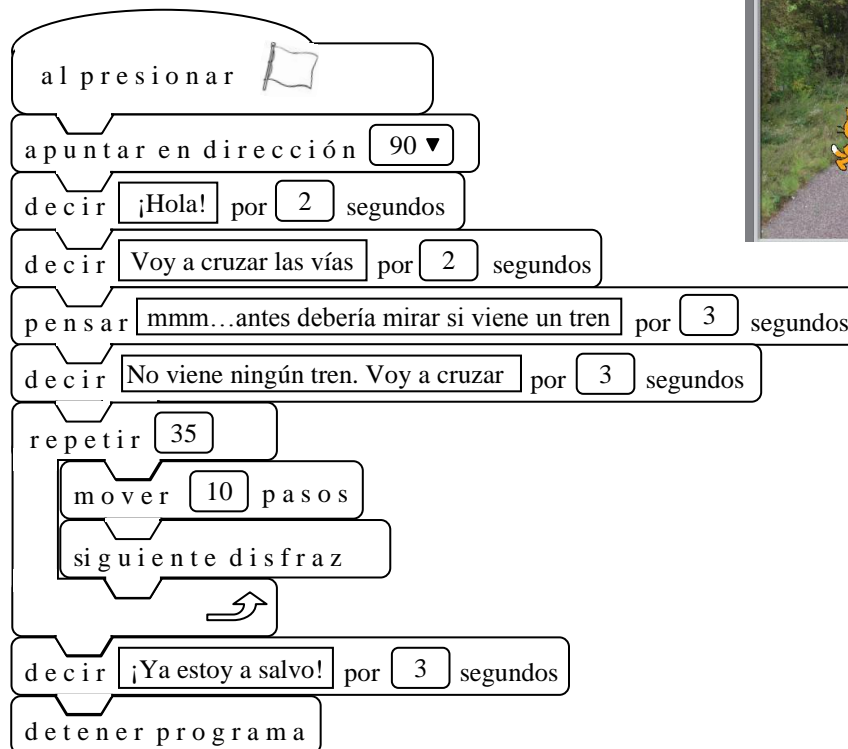 al presionar
apuntar en dirección 90 ▼
decir ¡Hola! por 2 segundos
decir Voy a cruzar las vías por 2 segundos
pensar mmm…antes debería mirar si viene un tren por 3 segundos
decir No viene ningún tren. Voy a cruzar por 3 segundos
repetir 35
mover 10 pasos
siguiente disfraz
decir ¡Ya estoy a salvo! por 3 segundos
detener programa